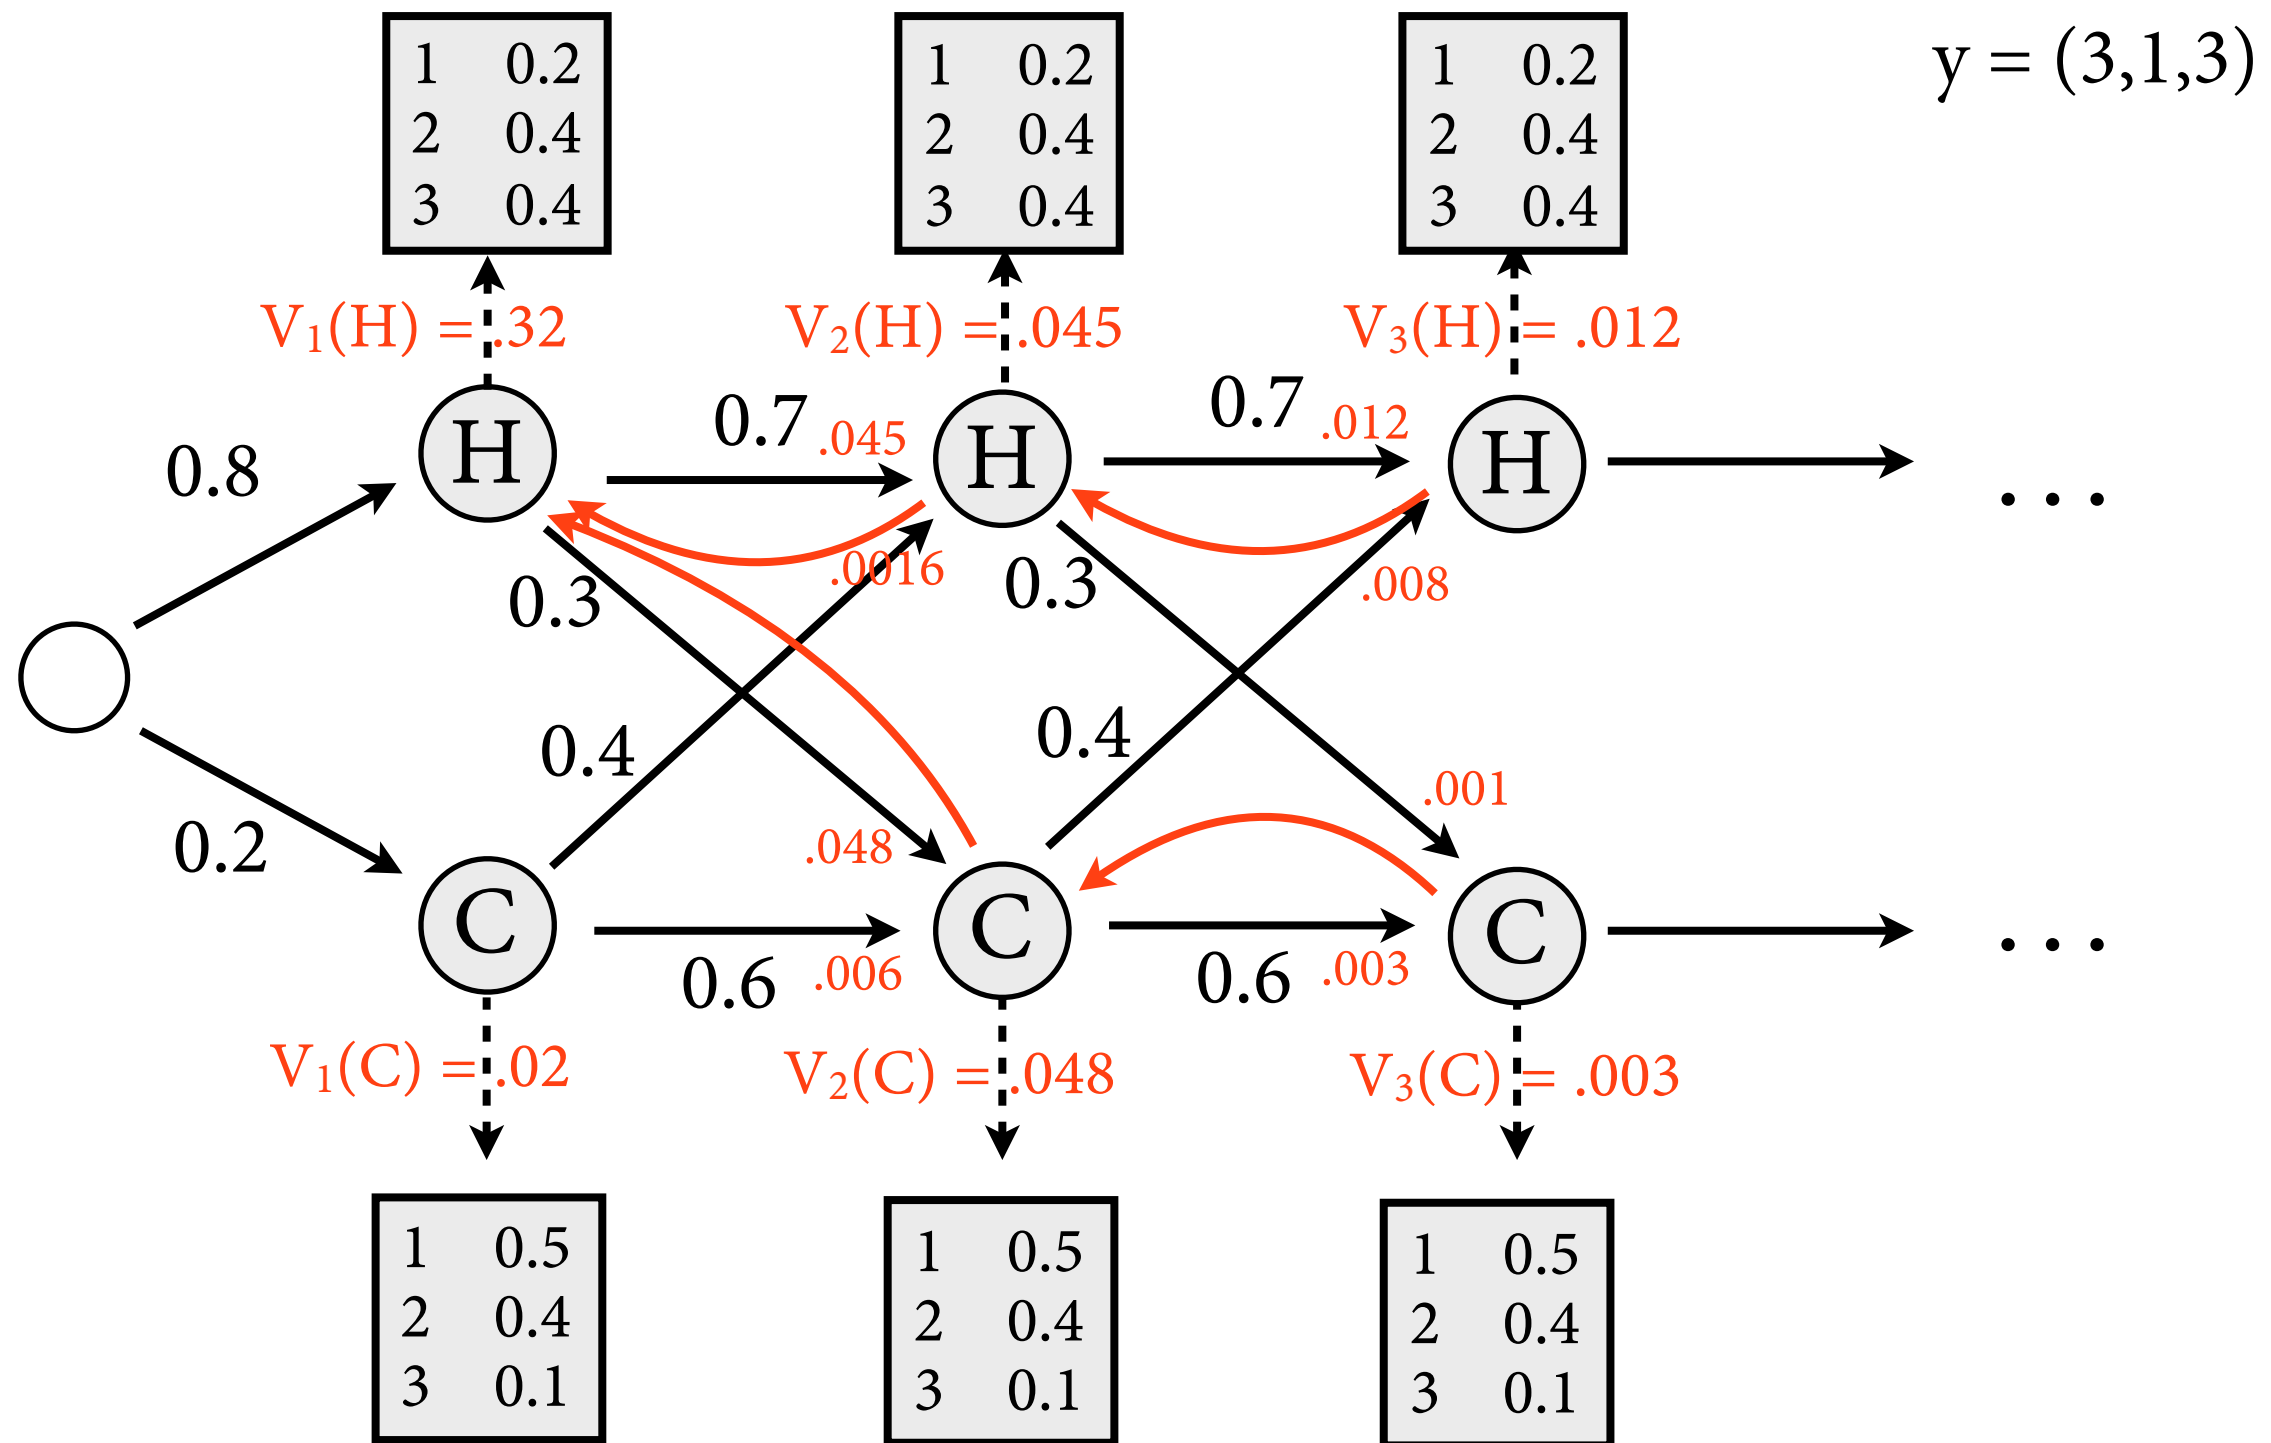 1 0.2
2 0.4
3 0.4
1 0.2
2 0.4
3 0.4
1 0.2
2 0.4
3 0.4
y = (3,1,3)
V₁(H) = .32
V₂(H) = .045
V₃(H) = .012
0.8
H
0.7 .045
H
0.7 .012
H
...
0.3
.0016
0.3
.008
0.2
0.4
.048
0.4
.001
C
0.6 .006
C
0.6 .003
C
...
V₁(C) = .02
V₂(C) = .048
V₃(C) = .003
1 0.5
2 0.4
3 0.1
1 0.5
2 0.4
3 0.1
1 0.5
2 0.4
3 0.1